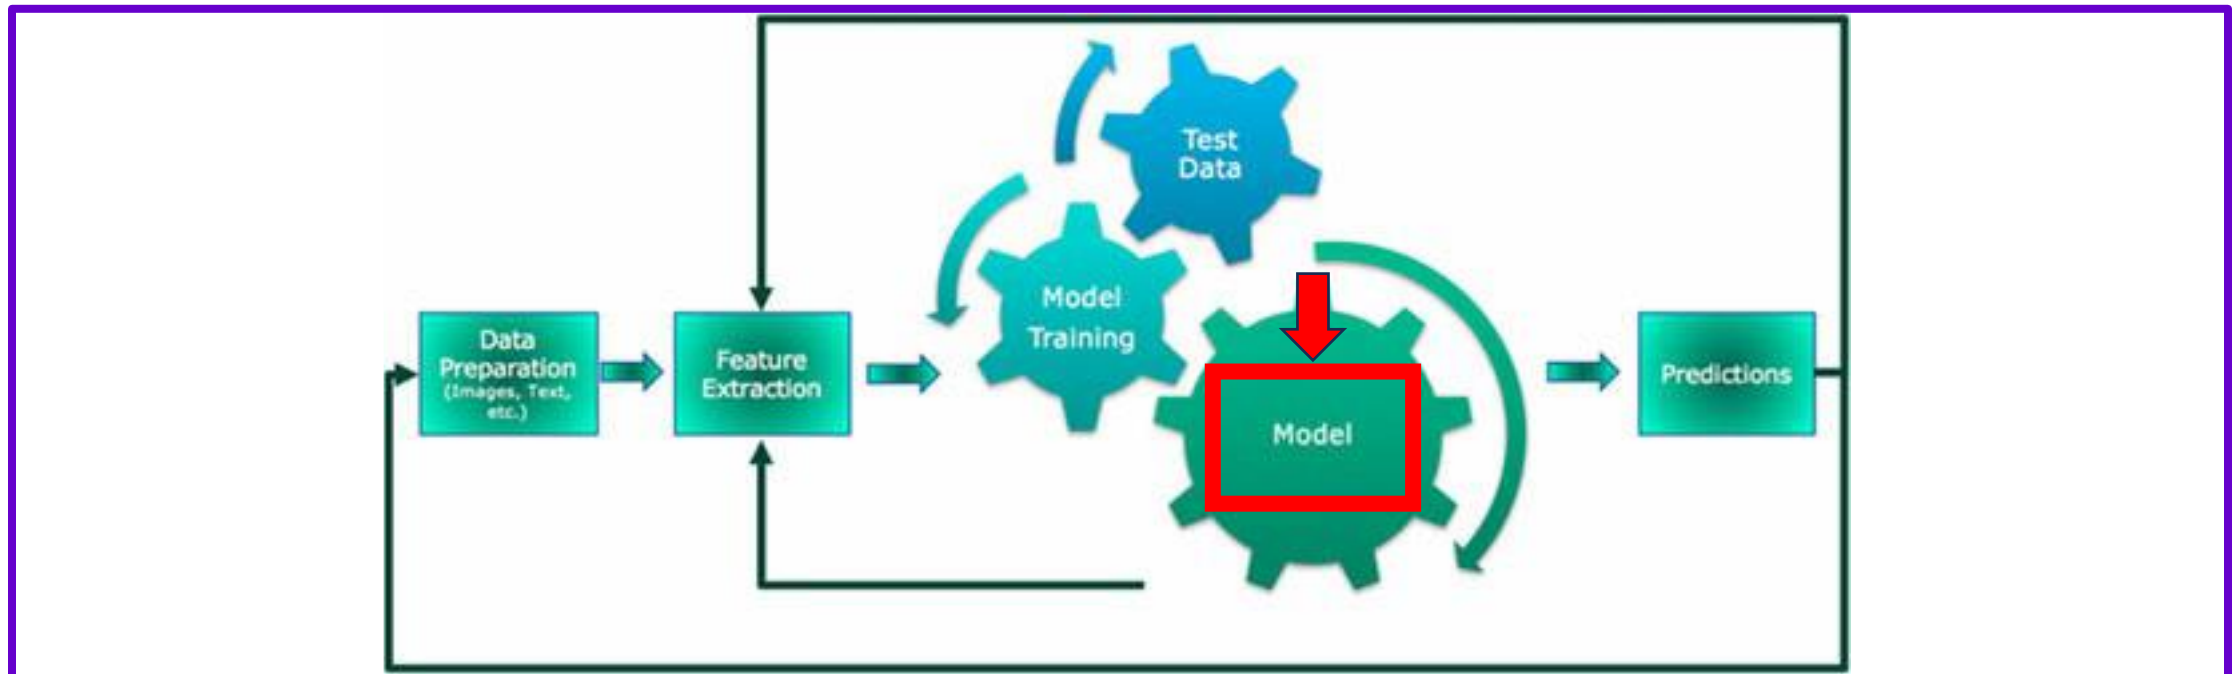 Test
Data
Model
Training
Data
Preparation
(Images, Text,
etc.)
Feature
Extraction
Model
Predictions